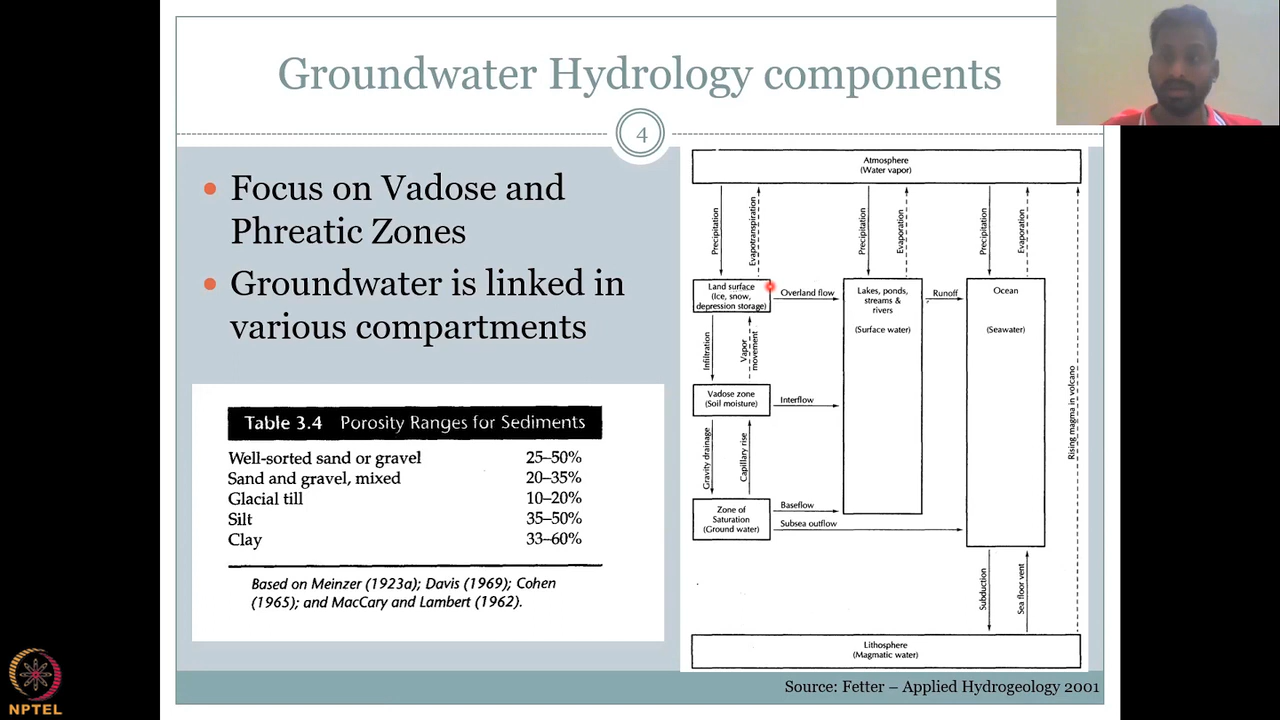 Groundwater Hydrology components
4
Focus on Vadose and
Phreatic Zones
Groundwater is linked in
various compartments
Table 3.4 Porosity Ranges for Sediments
Well-sorted sand or gravel 25–50%
Sand and gravel, mixed 20–35%
Glacial till 10–20%
Silt 35–50%
Clay 33–60%
Based on Meinzer (1923a); Davis (1969); Cohen
(1965); and MacCary and Lambert (1962).
Atmosphere
(Water vapor)
Precipitation
Evapotranspiration
Precipitation
Evaporation
Precipitation
Evaporation
Land surface
(Ice, snow,
depression storage)
Overland flow
Lakes, ponds,
streams &
rivers
(Surface water)
Runoff
Ocean
(Seawater)
Infiltration
Vapor
movement
Vadose zone
(Soil moisture)
Interflow
Gravity drainage
Capillary rise
Rising magma in volcano
Zone of
Saturation
(Ground water)
Baseflow
Subsea outflow
Subduction
Sea floor vent
Lithosphere
(Magmatic water)
Source: Fetter – Applied Hydrogeology 2001
NPTEL